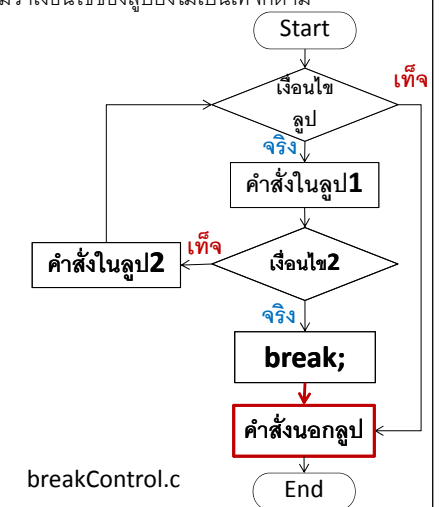 Start
เงื่อนไข
ลูป
เท็จ
จริง
คำสั่งในลูป1
เท็จ
คำสั่งในลูป2
เงื่อนไข2
จริง
break;
คำสั่งนอกลูป
breakControl.c
End